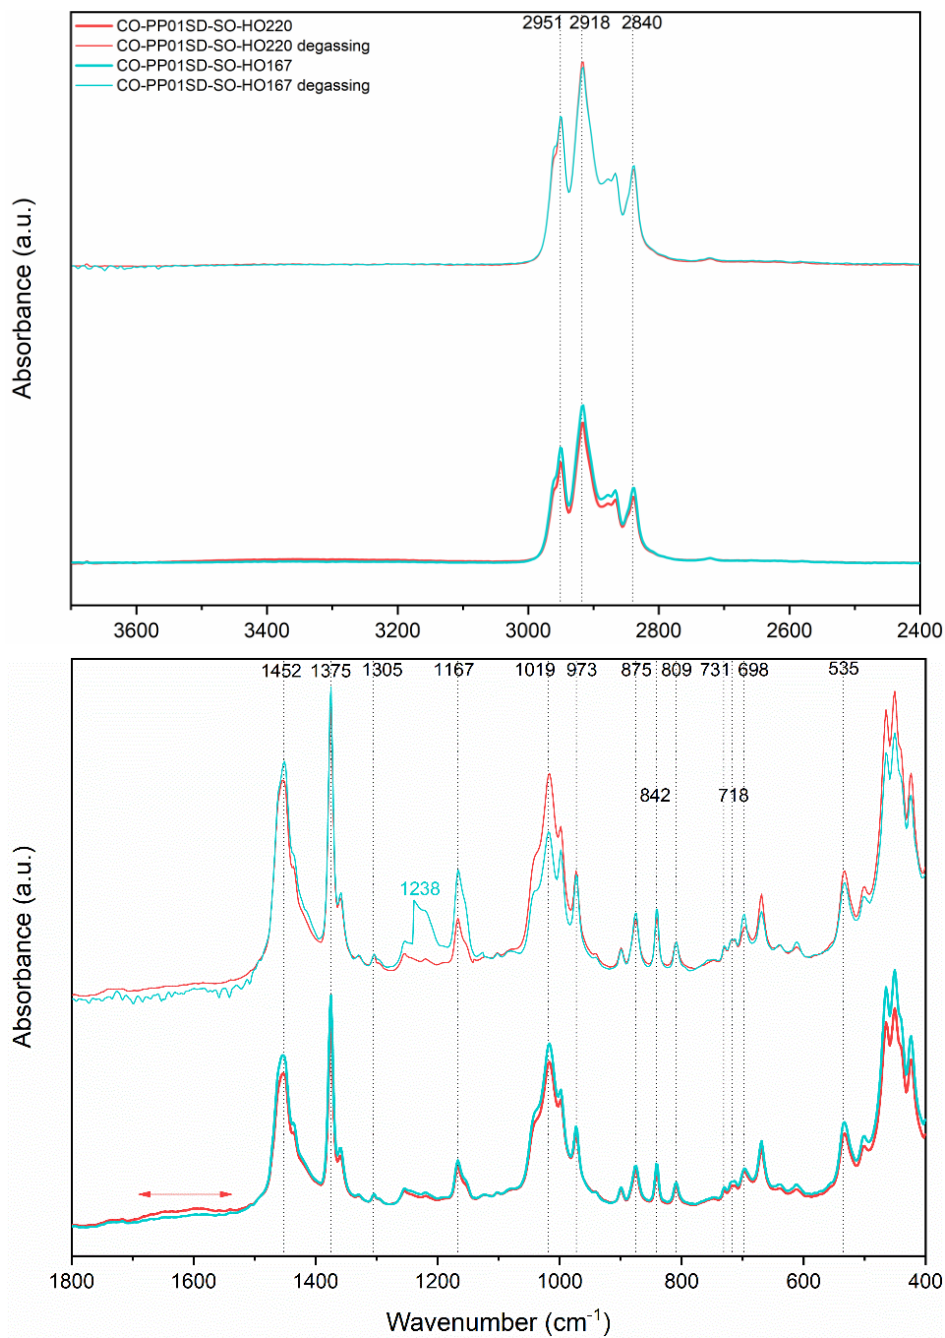 CO-PP01SD-SO-HO220
CO-PP01SD-SO-HO220 degassing
CO-PP01SD-SO-HO167
CO-PP01SD-SO-HO167 degassing
2951 2918 2840
Absorbance (a.u.)
3600 3400 3200 3000 2800 2600 2400
1452 1375 1305 1167 1019 973 875 809 731 698 535
842 718
1238
Absorbance (a.u.)
1800 1600 1400 1200 1000 800 600 400
Wavenumber (cm⁻¹)